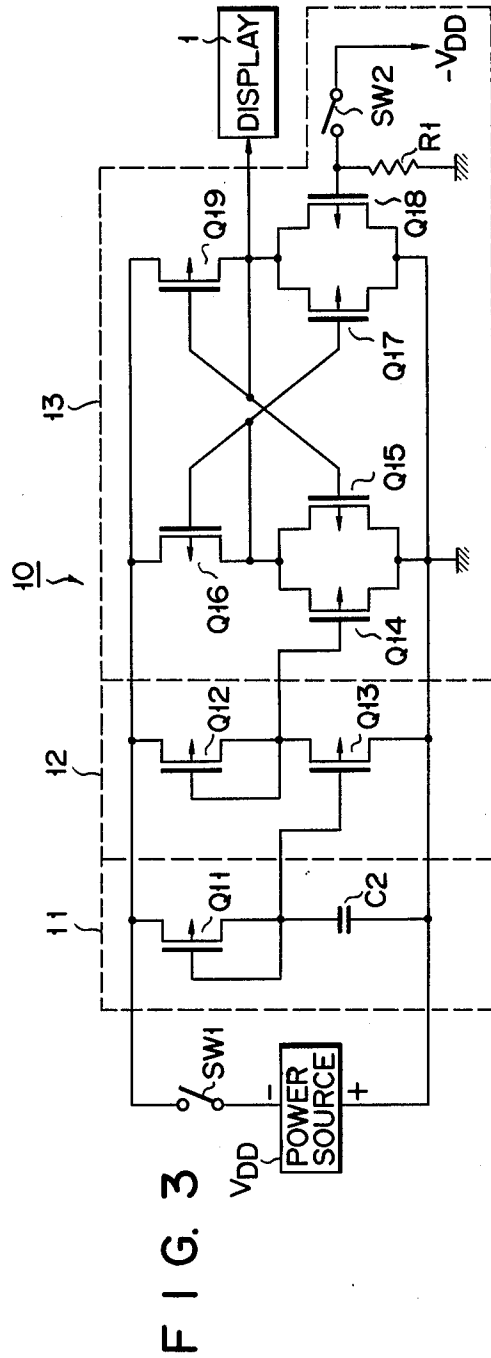 FIG. 3
10
11
12
13
SW1
VDD
POWER
SOURCE
-
+
Q11
C2
Q12
Q13
Q16
Q14
Q15
Q19
Q17
Q18
1
DISPLAY
SW2
R1
-VDD